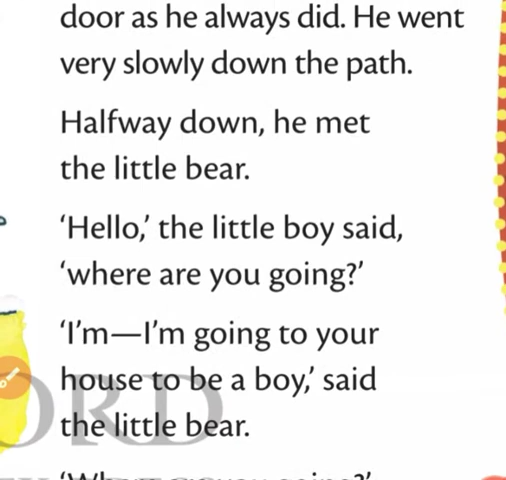 door as he always did. He went
very slowly down the path.
Halfway down, he met
the little bear.
‘Hello,’ the little boy said,
‘where are you going?’
‘I’m—I’m going to your
house to be a boy,’ said
the little bear.
ORD